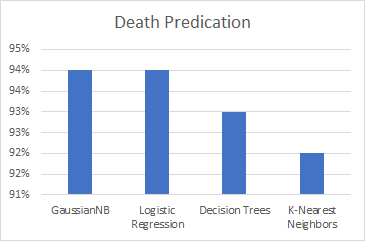 Death Predication
95%
94%
94%
93%
93%
92%
92%
91%
GaussianNB
Logistic
Regression
Decision Trees
K-Nearest
Neighbors